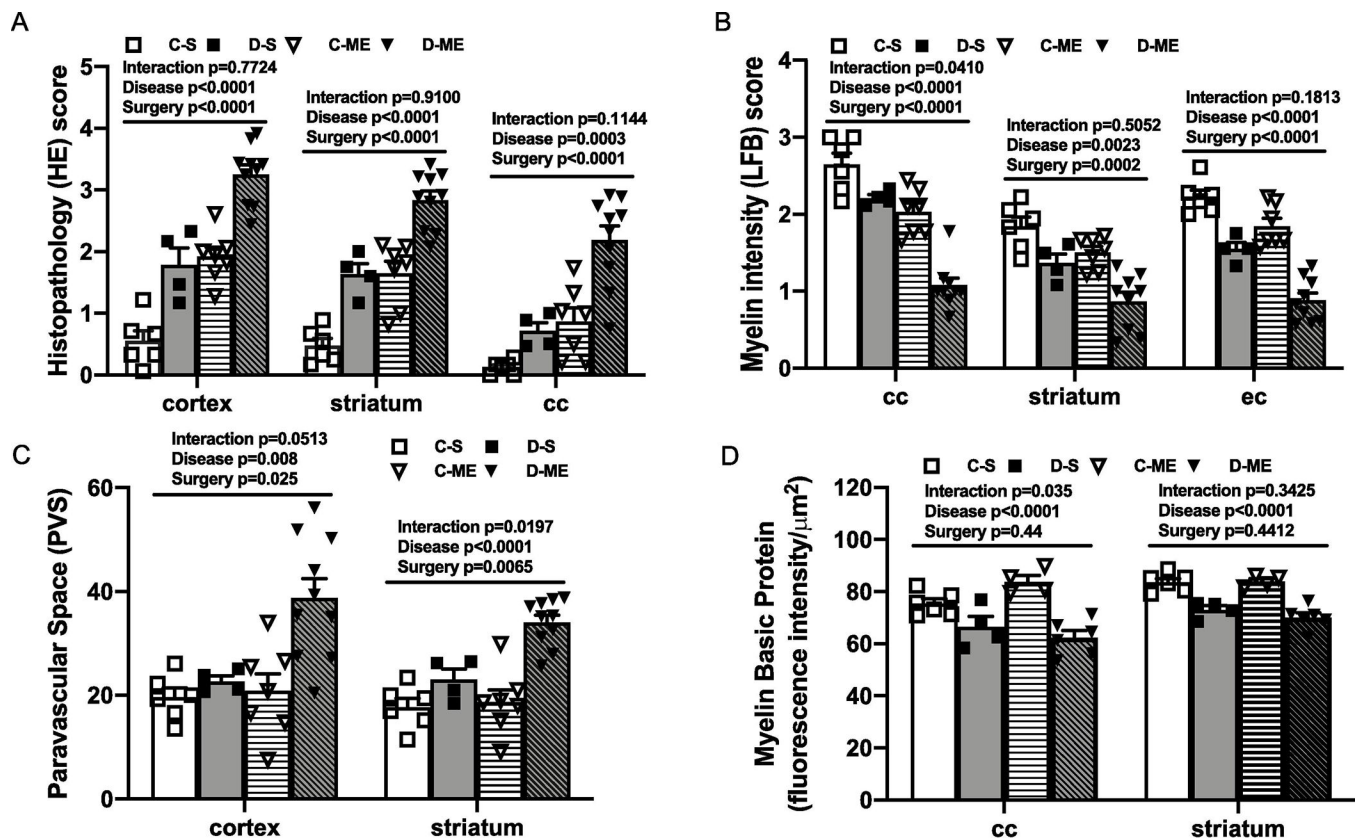 A
C-S D-S C-ME D-ME
Histopathology (HE) score
5
4
3
2
1
0
Interaction p=0.7724
Disease p<0.0001
Surgery p<0.0001
Interaction p=0.9100
Disease p<0.0001
Surgery p<0.0001
Interaction p=0.1144
Disease p=0.0003
Surgery p<0.0001
cortex striatum cc
B
C-S D-S C-ME D-ME
Myelin intensity (LFB) score
4
3
2
1
0
Interaction p=0.0410
Disease p<0.0001
Surgery p<0.0001
Interaction p=0.5052
Disease p=0.0023
Surgery p=0.0002
Interaction p=0.1813
Disease p<0.0001
Surgery p<0.0001
cc striatum ec
C
C-S D-S
C-ME D-ME
Paravascular Space (PVS)
60
40
20
0
Interaction p=0.0513
Disease p=0.008
Surgery p=0.025
Interaction p=0.0197
Disease p<0.0001
Surgery p=0.0065
cortex striatum
D
C-S D-S C-ME D-ME
Myelin Basic Protein
(fluorescence intensity/μm²)
120
100
80
60
40
20
0
Interaction p=0.035
Disease p<0.0001
Surgery p=0.44
Interaction p=0.3425
Disease p<0.0001
Surgery p=0.4412
cc striatum